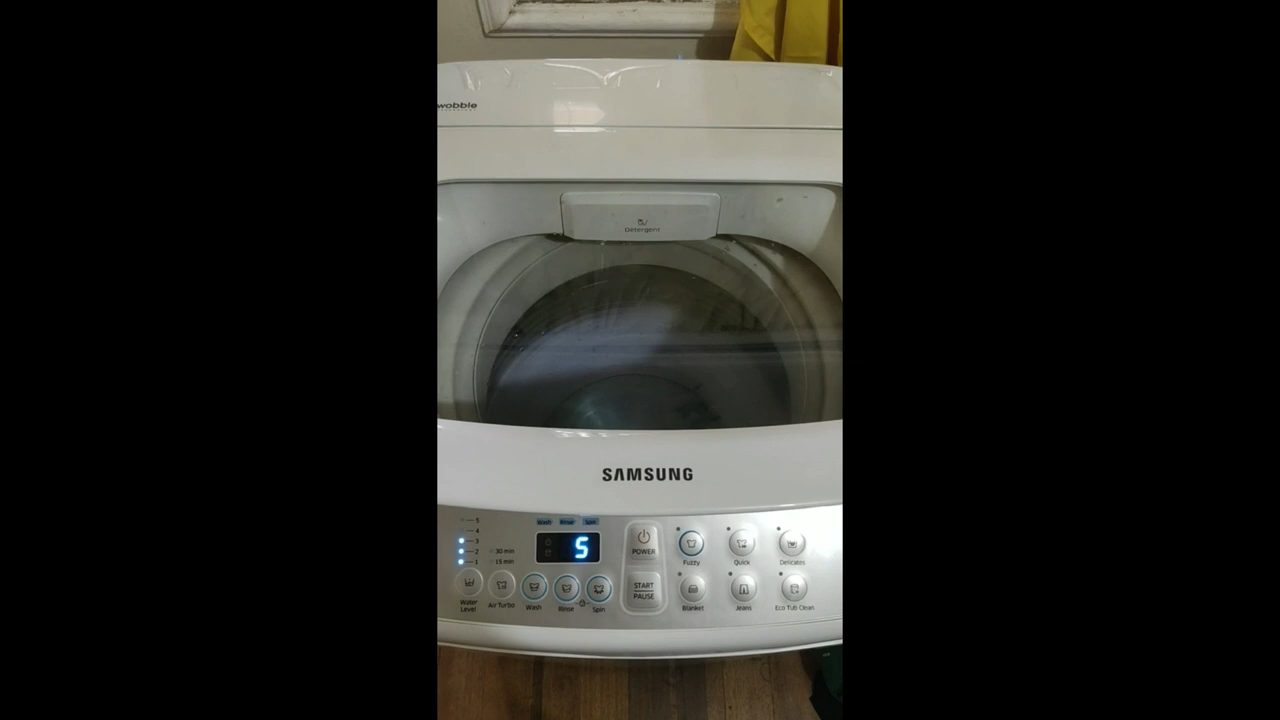 wobble
Detergent
SAMSUNG
5
4
3
2
1
30 min
15 min
Wash Rinse Spin
5
POWER
START
PAUSE
Water
Level
Air Turbo
Wash
Rinse
Spin
Fuzzy
Quick
Delicates
Blanket
Jeans
Eco Tub Clean